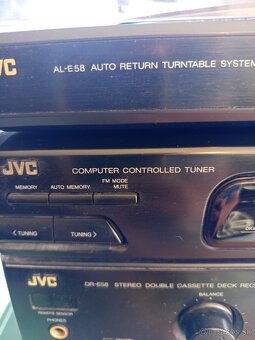 JVC
AL-E58 AUTO RETURN TURNTABLE SYSTEM
JVC
COMPUTER CONTROLLED TUNER
MEMORY
AUTO MEMORY
FM MODE
MUTE
< TUNING
TUNING >
JVC
DR-E58 STEREO DOUBLE CASSETTE DECK REC
REMOTE SENSOR
BALANCE
PHONES